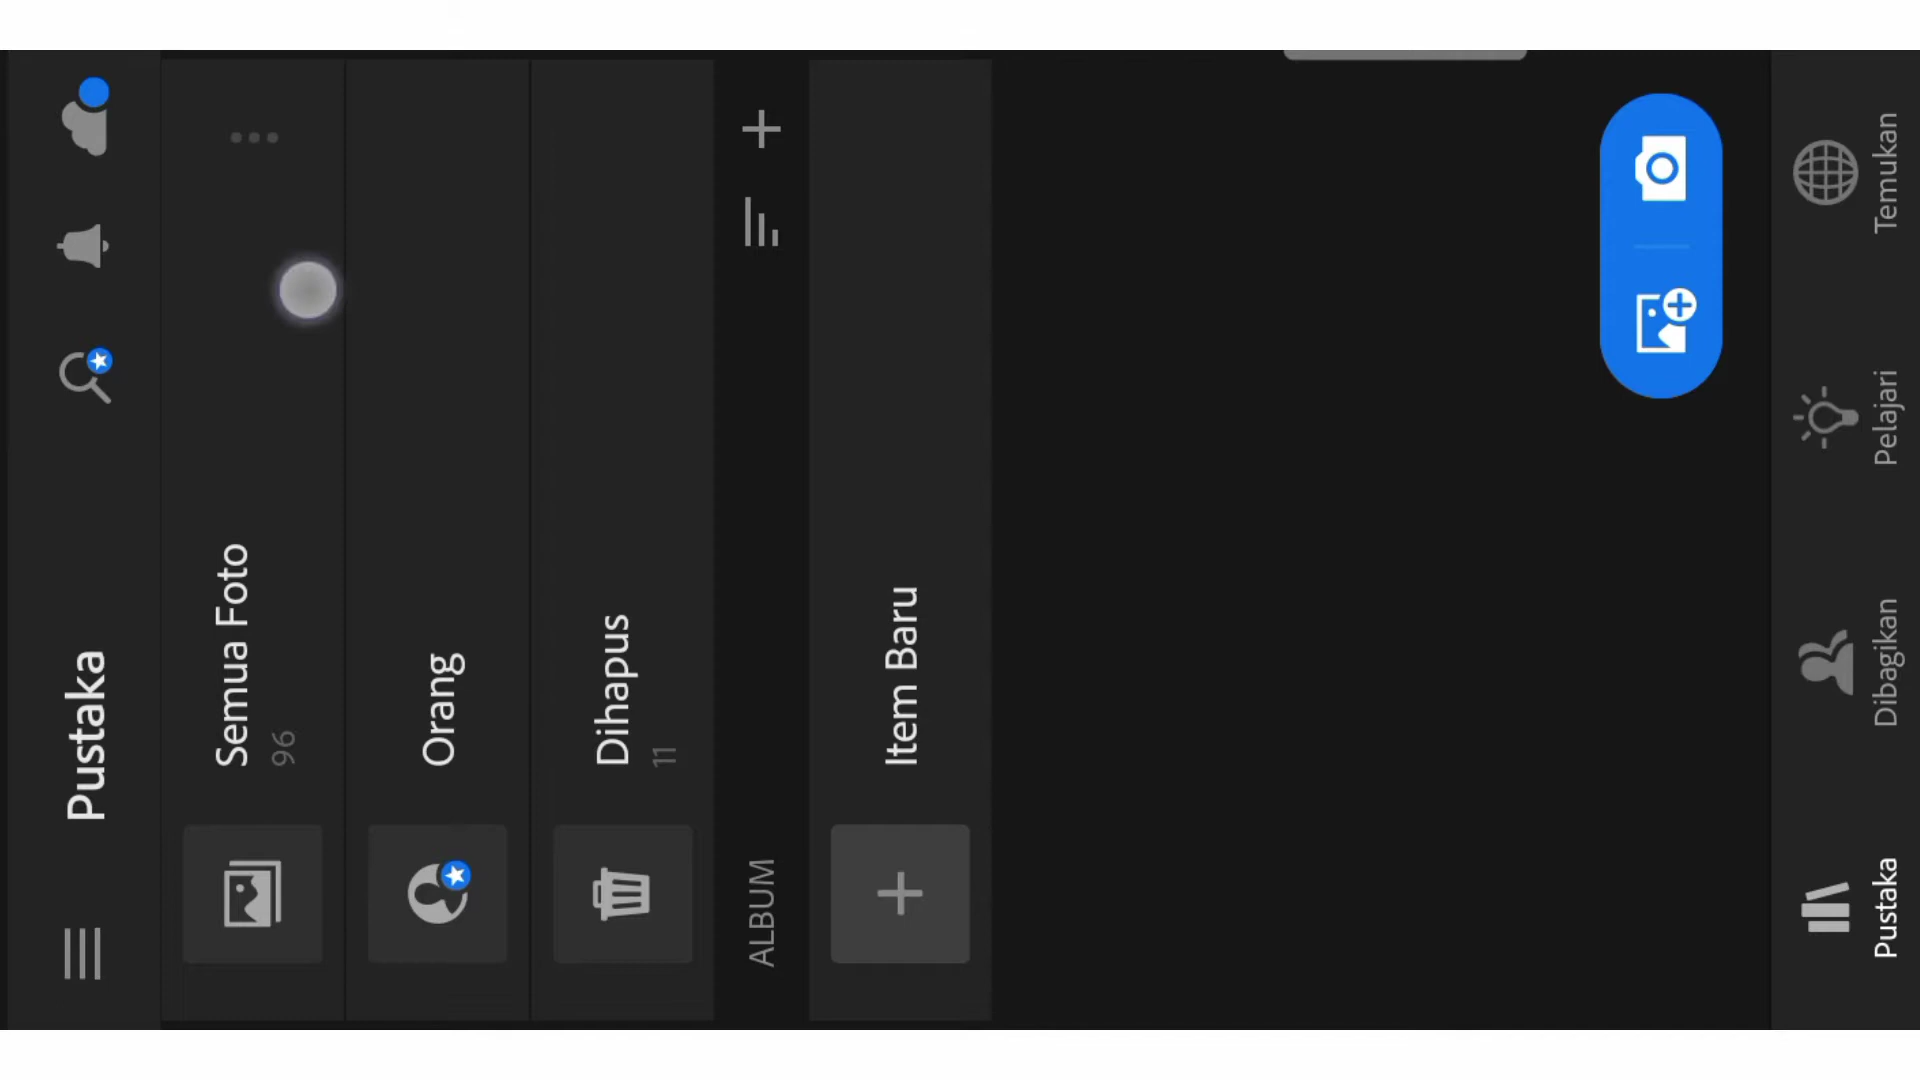 Pustaka
Semua Foto
96
Orang
Dihapus
11
ALBUM
Item Baru
Pustaka
Dibagikan
Pelajari
Temukan